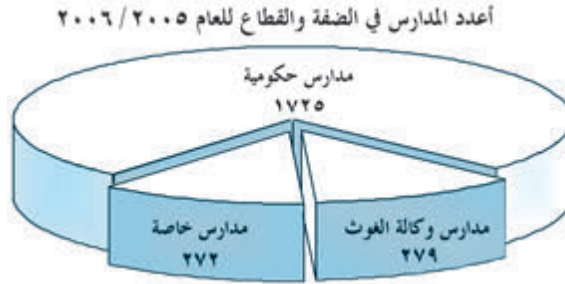 أعدد المدارس في الضفة والقطاع للعام ٢٠٠٥ / ٢٠٠٦
مدارس حكومية
١٧٢٥
مدارس وكالة الغوث
٢٧٩
مدارس خاصة
٢٧٢